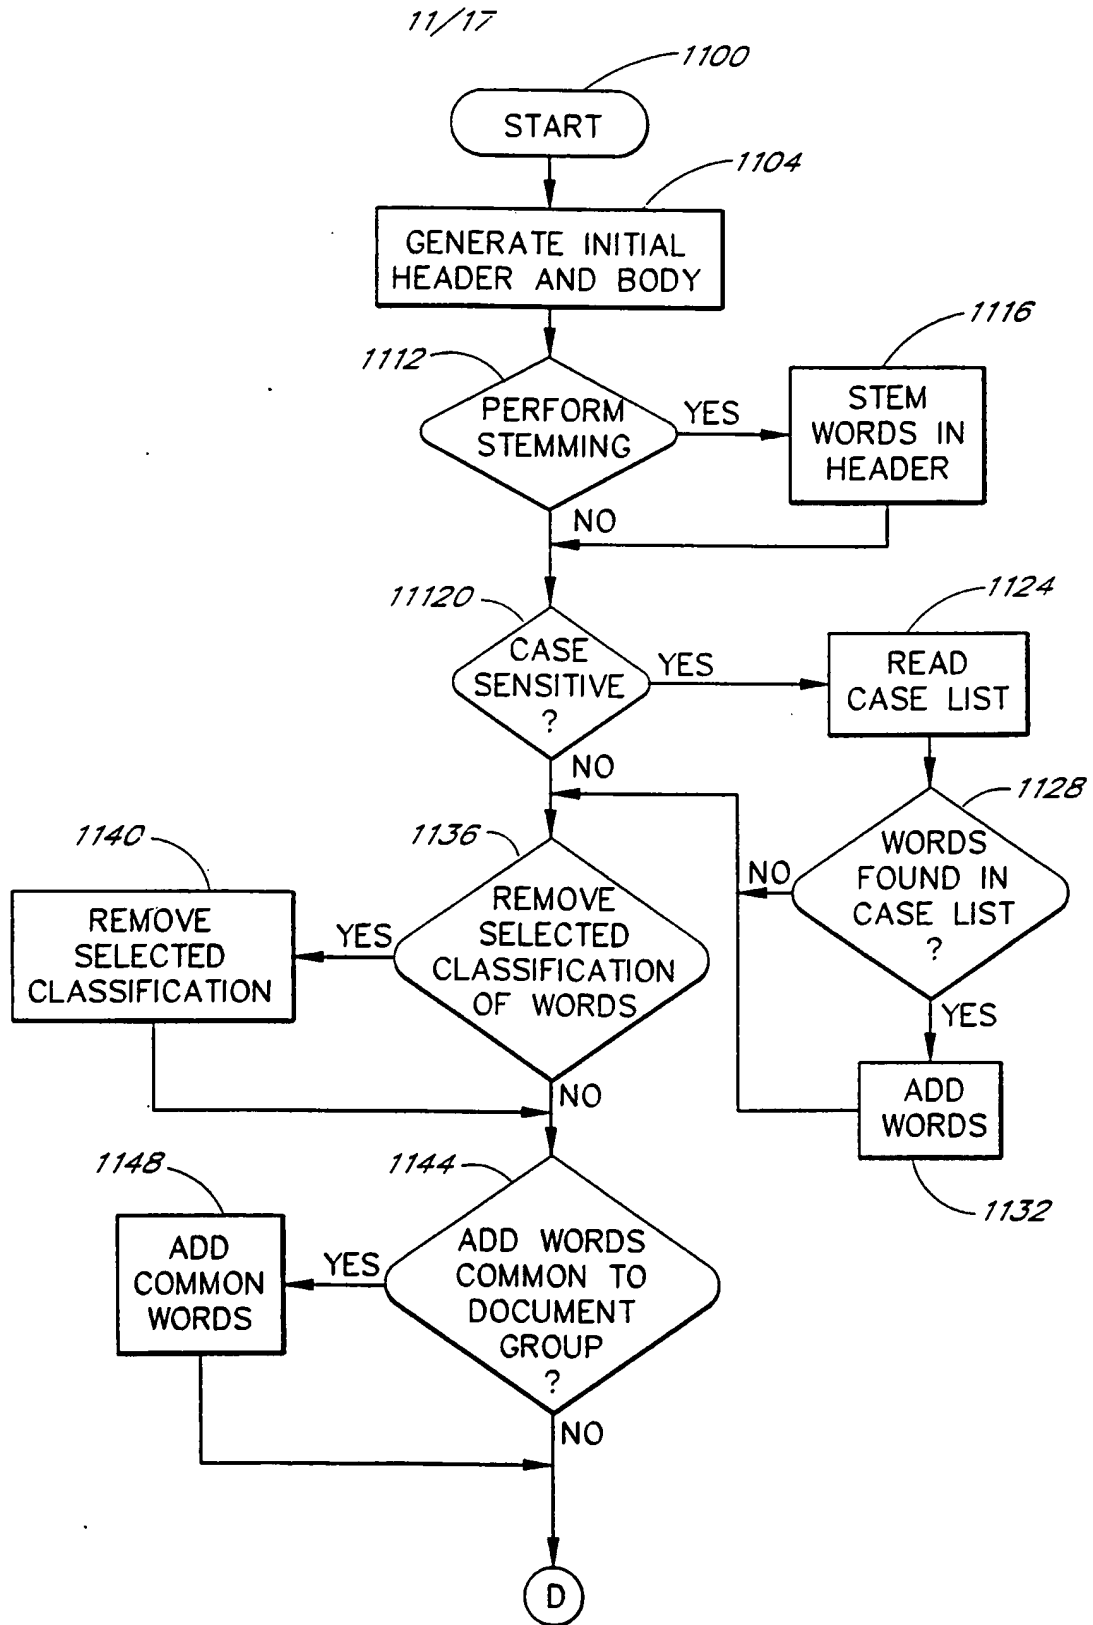 11/17
1100
START
1104
GENERATE INITIAL
HEADER AND BODY
1116
1112
PERFORM
STEMMING
YES
STEM
WORDS IN
HEADER
NO
11120
1124
CASE
SENSITIVE
?
YES
READ
CASE LIST
NO
1128
WORDS
FOUND IN
CASE LIST
?
NO
YES
1140
1136
REMOVE
SELECTED
CLASSIFICATION
YES
REMOVE
SELECTED
CLASSIFICATION
OF WORDS
ADD
WORDS
NO
1132
1148
1144
ADD
COMMON
WORDS
YES
ADD WORDS
COMMON TO
DOCUMENT
GROUP
?
NO
D